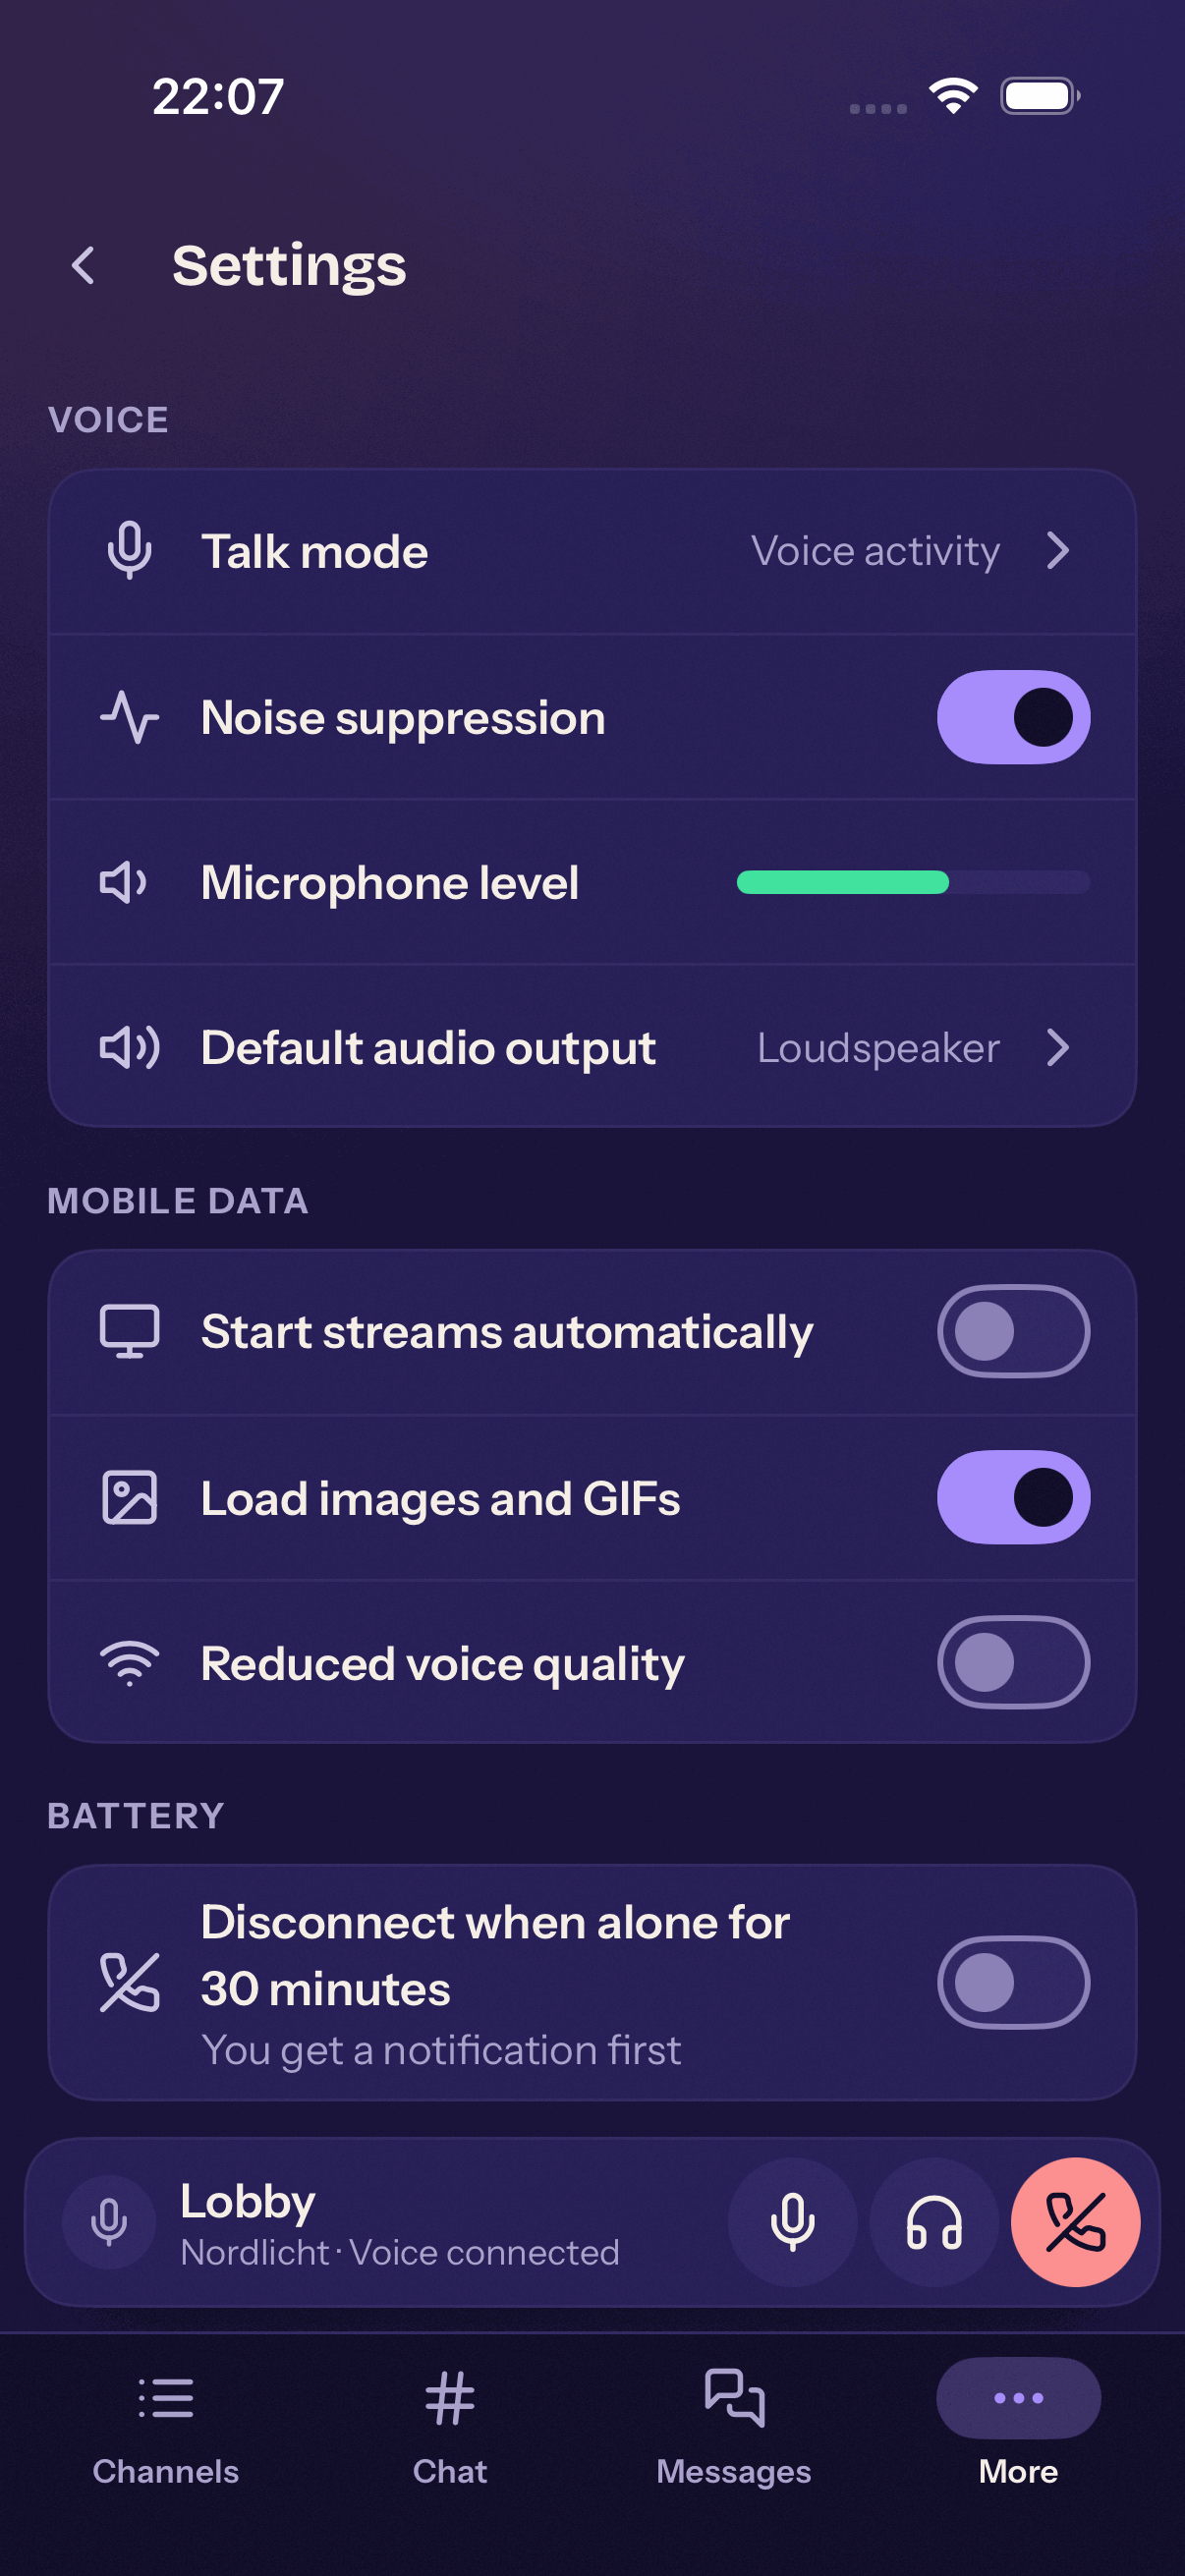 22:07
Settings
VOICE
Talk mode
Voice activity
Noise suppression
Microphone level
Default audio output
Loudspeaker
MOBILE DATA
Start streams automatically
Load images and GIFs
Reduced voice quality
BATTERY
Disconnect when alone for
30 minutes
You get a notification first
Lobby
Nordlicht · Voice connected
Channels
Chat
Messages
More